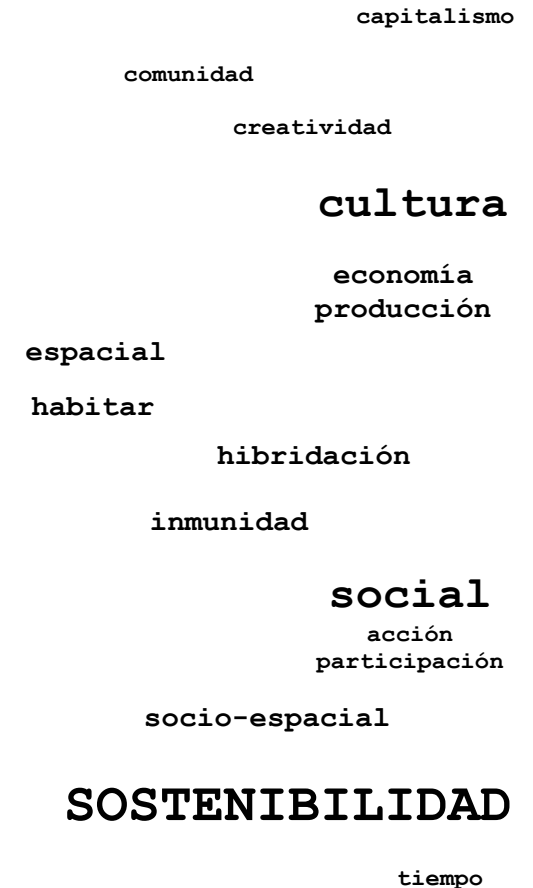 capitalismo
comunidad
creatividad
cultura
economía
producción
espacial
habitar
hibridación
inmunidad
social
acción
participación
socio-espacial
SOSTENIBILIDAD
tiempo